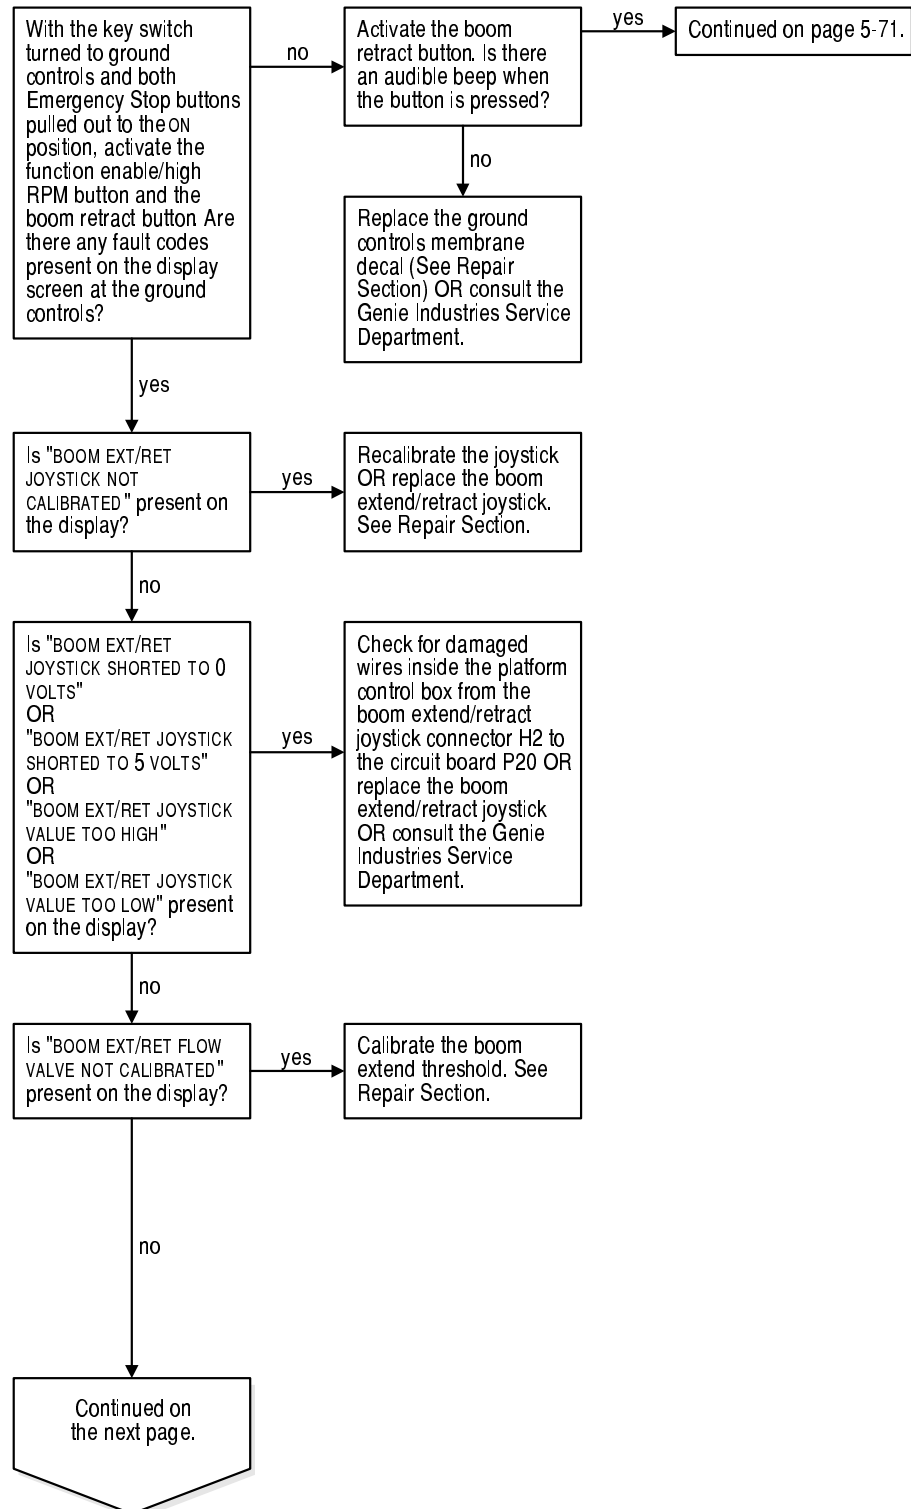 With the key switch
turned to ground
controls and both
Emergency Stop buttons
pulled out to the ON
position, activate the
function enable/high
RPM button and the
boom retract button. Are
there any fault codes
present on the display
screen at the ground
controls?
no
Activate the boom
retract button. Is there
an audible beep when
the button is pressed?
yes
Continued on page 5-71.
no
Replace the ground
controls membrane
decal (See Repair
Section) OR consult the
Genie Industries Service
Department.
yes
Is "BOOM EXT/RET
JOYSTICK NOT
CALIBRATED" present on
the display?
yes
Recalibrate the joystick
OR replace the boom
extend/retract joystick.
See Repair Section.
no
Is "BOOM EXT/RET
JOYSTICK SHORTED TO 0
VOLTS"
OR
"BOOM EXT/RET JOYSTICK
SHORTED TO 5 VOLTS"
OR
"BOOM EXT/RET JOYSTICK
VALUE TOO HIGH"
OR
"BOOM EXT/RET JOYSTICK
VALUE TOO LOW" present
on the display?
yes
Check for damaged
wires inside the platform
control box from the
boom extend/retract
joystick connector H2 to
the circuit board P20 OR
replace the boom
extend/retract joystick
OR consult the Genie
Industries Service
Department.
no
Is "BOOM EXT/RET FLOW
VALVE NOT CALIBRATED"
present on the display?
yes
Calibrate the boom
extend threshold. See
Repair Section.
no
Continued on
the next page.